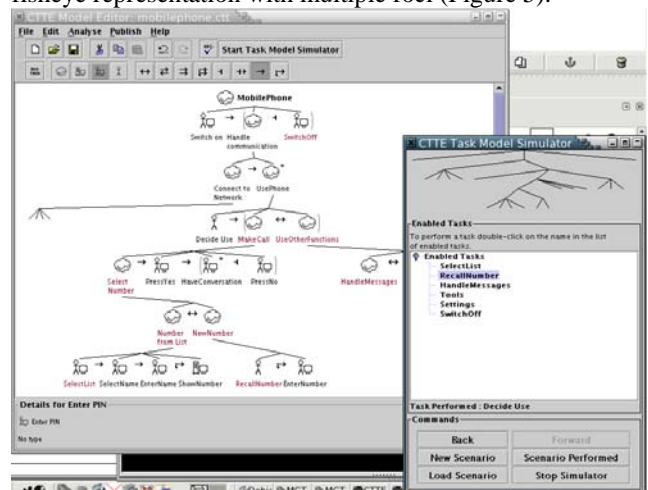 fisheye representation with multiple foci (Figure 5).
CTTE Model Editor: mobilephone.ctt
File Edit Analyse Publish Help
Start Task Model Simulator
MobilePhone
Switch on Handle communication SwitchOff
Connect to Network UsePhone
Decide Use MakeCall UseOtherFunctions
Select Number PressYes HaveConversation PressNo HandleMessages
Number from List NewNumber
SelectList SelectName EnterName ShowNumber RecallNumber EnterNumber
Details for Enter PIN
Enter PIN
No type
CTTE Task Model Simulator
Enabled Tasks
To perform a task double-click on the name in the list
of enabled tasks.
Enabled Tasks
SelectList
RecallNumber
HandleMessages
Tools
Settings
SwitchOff
Task Performed : Decide Use
Commands
Back Forward
New Scenario Scenario Performed
Load Scenario Stop Simulator